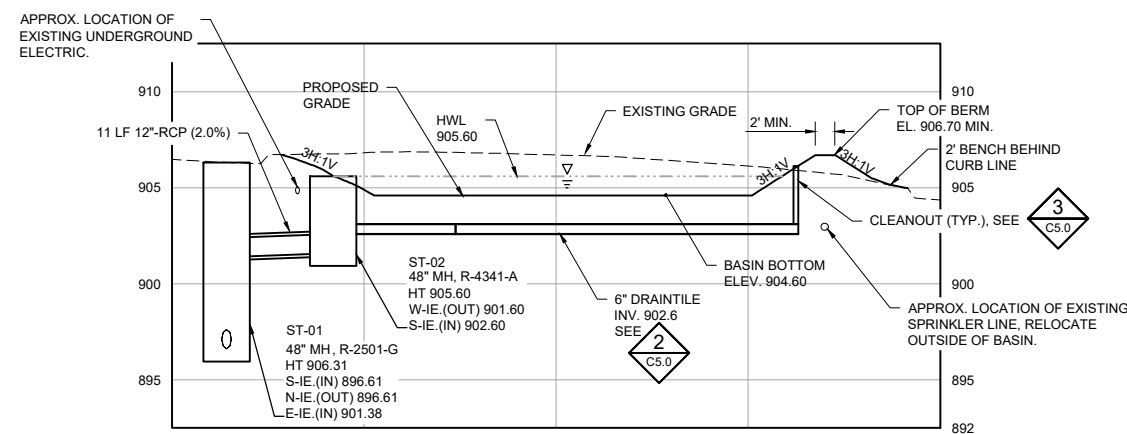 APPROX. LOCATION OF
EXISTING UNDERGROUND
ELECTRIC.
910
PROPOSED
GRADE
HWL
905.60
EXISTING GRADE
2' MIN.
910
TOP OF BERM
EL. 906.70 MIN.
11 LF 12"-RCP (2.0%)
3H:1V
3H:1V
3H:1V
2' BENCH BEHIND
CURB LINE
905
905
CLEANOUT (TYP.), SEE
3
C5.0
900
ST-02
48" MH, R-4341-A
HT 905.60
W-IE.(OUT) 901.60
S-IE.(IN) 902.60
6" DRAINTILE
INV. 902.6
SEE
2
C5.0
BASIN BOTTOM
ELEV. 904.60
900
APPROX. LOCATION OF EXISTING
SPRINKLER LINE, RELOCATE
OUTSIDE OF BASIN.
ST-01
48" MH, R-2501-G
HT 906.31
S-IE.(IN) 896.61
N-IE.(OUT) 896.61
E-IE.(IN) 901.38
895
895
892